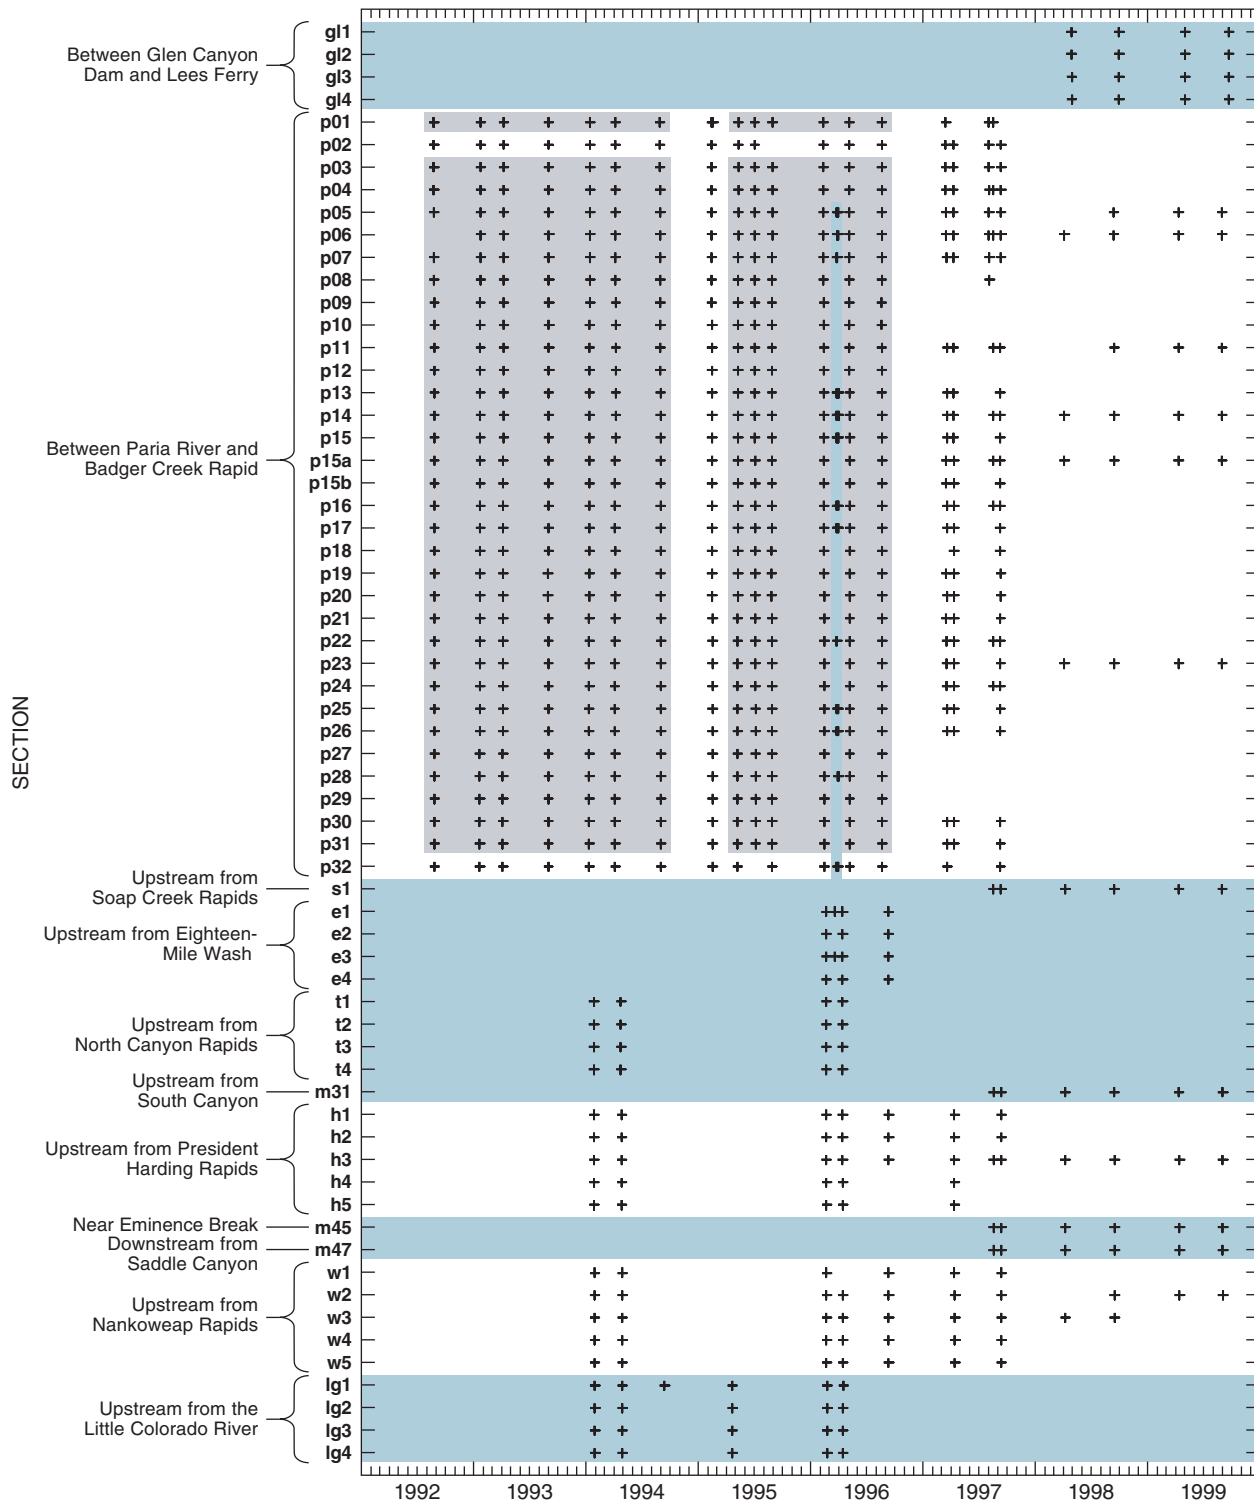 Between Glen Canyon
Dam and Lees Ferry
gl1
gl2
gl3
gl4
Between Paria River and
Badger Creek Rapid
p01
p02
p03
p04
p05
p06
p07
p08
p09
p10
p11
p12
p13
p14
p15
p15a
p15b
p16
p17
p18
p19
p20
p21
p22
p23
p24
p25
p26
p27
p28
p29
p30
p31
p32
SECTION
Upstream from
Soap Creek Rapids
s1
Upstream from Eighteen-
Mile Wash
e1
e2
e3
e4
Upstream from
North Canyon Rapids
t1
t2
t3
t4
Upstream from
South Canyon
m31
Upstream from President
Harding Rapids
h1
h2
h3
h4
h5
Near Eminence Break
m45
Downstream from
Saddle Canyon
m47
Upstream from
Nankoweap Rapids
w1
w2
w3
w4
w5
Upstream from the
Little Colorado River
lg1
lg2
lg3
lg4
1992 1993 1994 1995 1996 1997 1998 1999